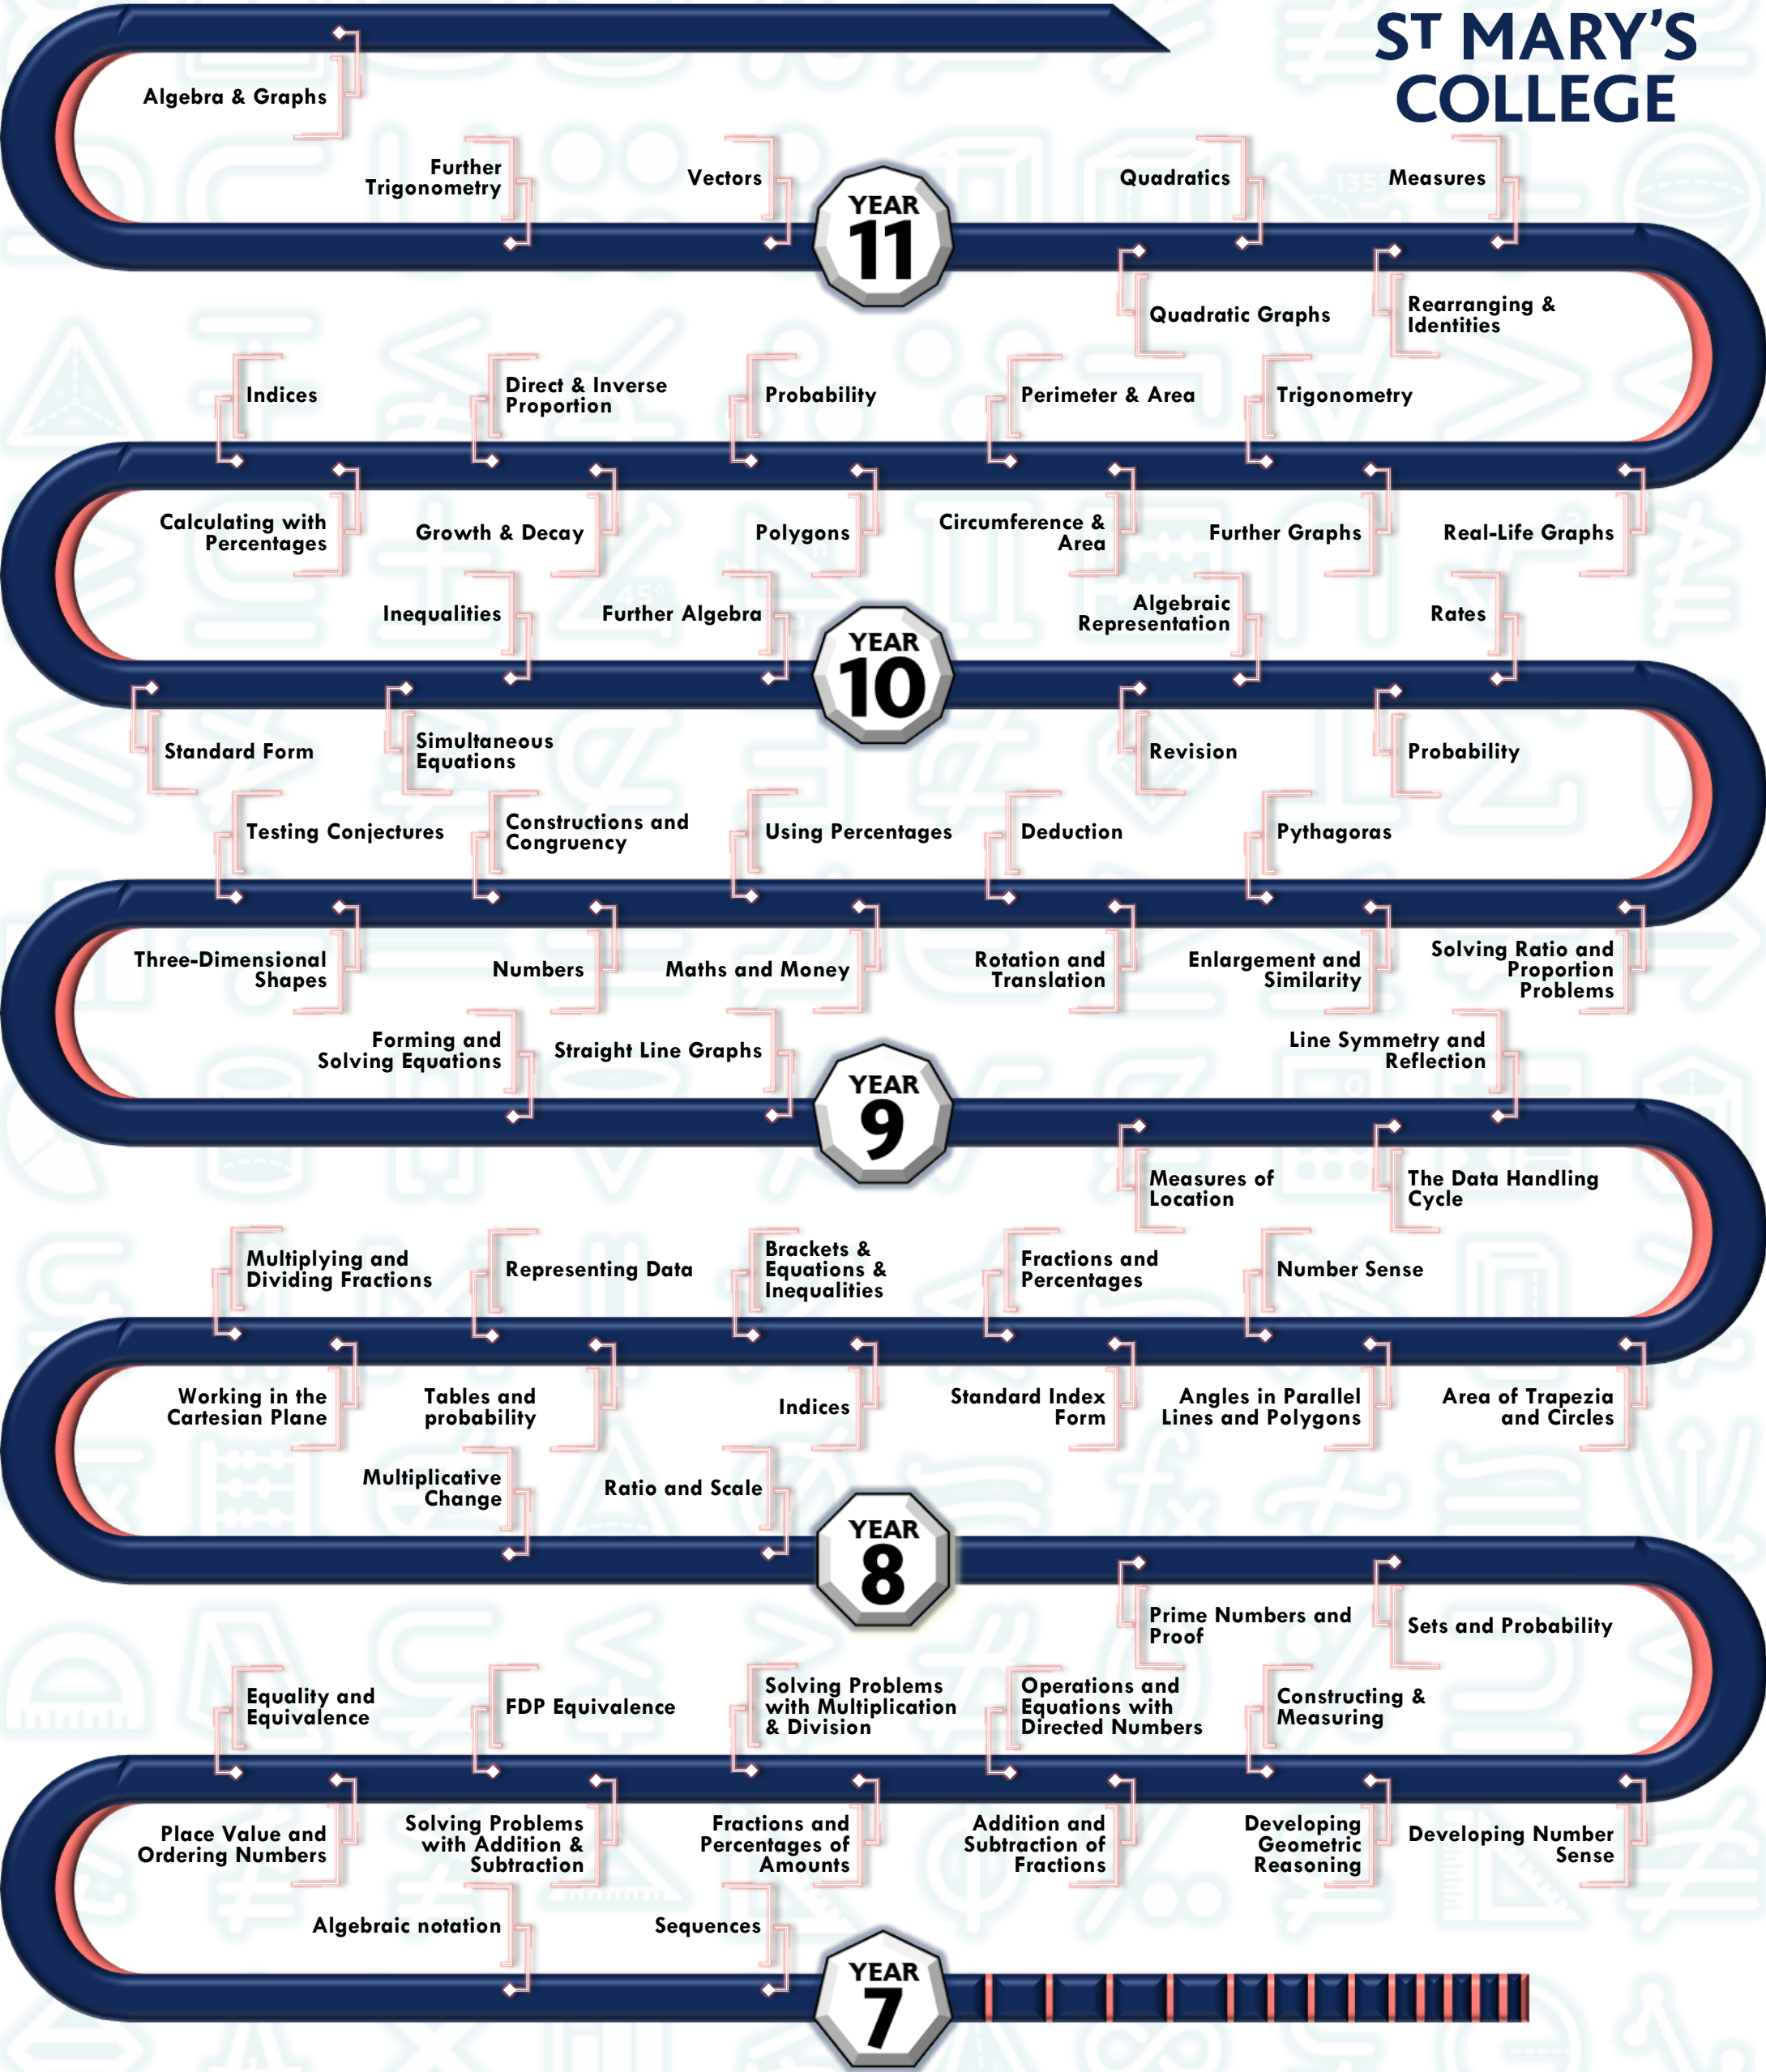 ST MARY'S
COLLEGE
Algebra & Graphs
Further
Trigonometry
Vectors
YEAR
11
Quadratics
Measures
Quadratic Graphs
Rearranging &
Identities
Indices
Direct & Inverse
Proportion
Probability
Perimeter & Area
Trigonometry
Calculating with
Percentages
Growth & Decay
Polygons
Circumference &
Area
Further Graphs
Real-Life Graphs
Inequalities
Further Algebra
YEAR
10
Algebraic
Representation
Rates
Standard Form
Simultaneous
Equations
Revision
Probability
Testing Conjectures
Constructions and
Congruency
Using Percentages
Deduction
Pythagoras
Three-Dimensional
Shapes
Numbers
Maths and Money
Rotation and
Translation
Enlargement and
Similarity
Solving Ratio and
Proportion
Problems
Forming and
Solving Equations
Straight Line Graphs
YEAR
9
Line Symmetry and
Reflection
Measures of
Location
The Data Handling
Cycle
Multiplying and
Dividing Fractions
Representing Data
Brackets &
Equations &
Inequalities
Fractions and
Percentages
Number Sense
Working in the
Cartesian Plane
Tables and
probability
Indices
Standard Index
Form
Angles in Parallel
Lines and Polygons
Area of Trapezia
and Circles
Multiplicative
Change
Ratio and Scale
YEAR
8
Prime Numbers and
Proof
Sets and Probability
Equality and
Equivalence
FDP Equivalence
Solving Problems
with Multiplication
& Division
Operations and
Equations with
Directed Numbers
Constructing &
Measuring
Place Value and
Ordering Numbers
Solving Problems
with Addition &
Subtraction
Fractions and
Percentages of
Amounts
Addition and
Subtraction of
Fractions
Developing
Geometric
Reasoning
Developing Number
Sense
Algebraic notation
Sequences
YEAR
7